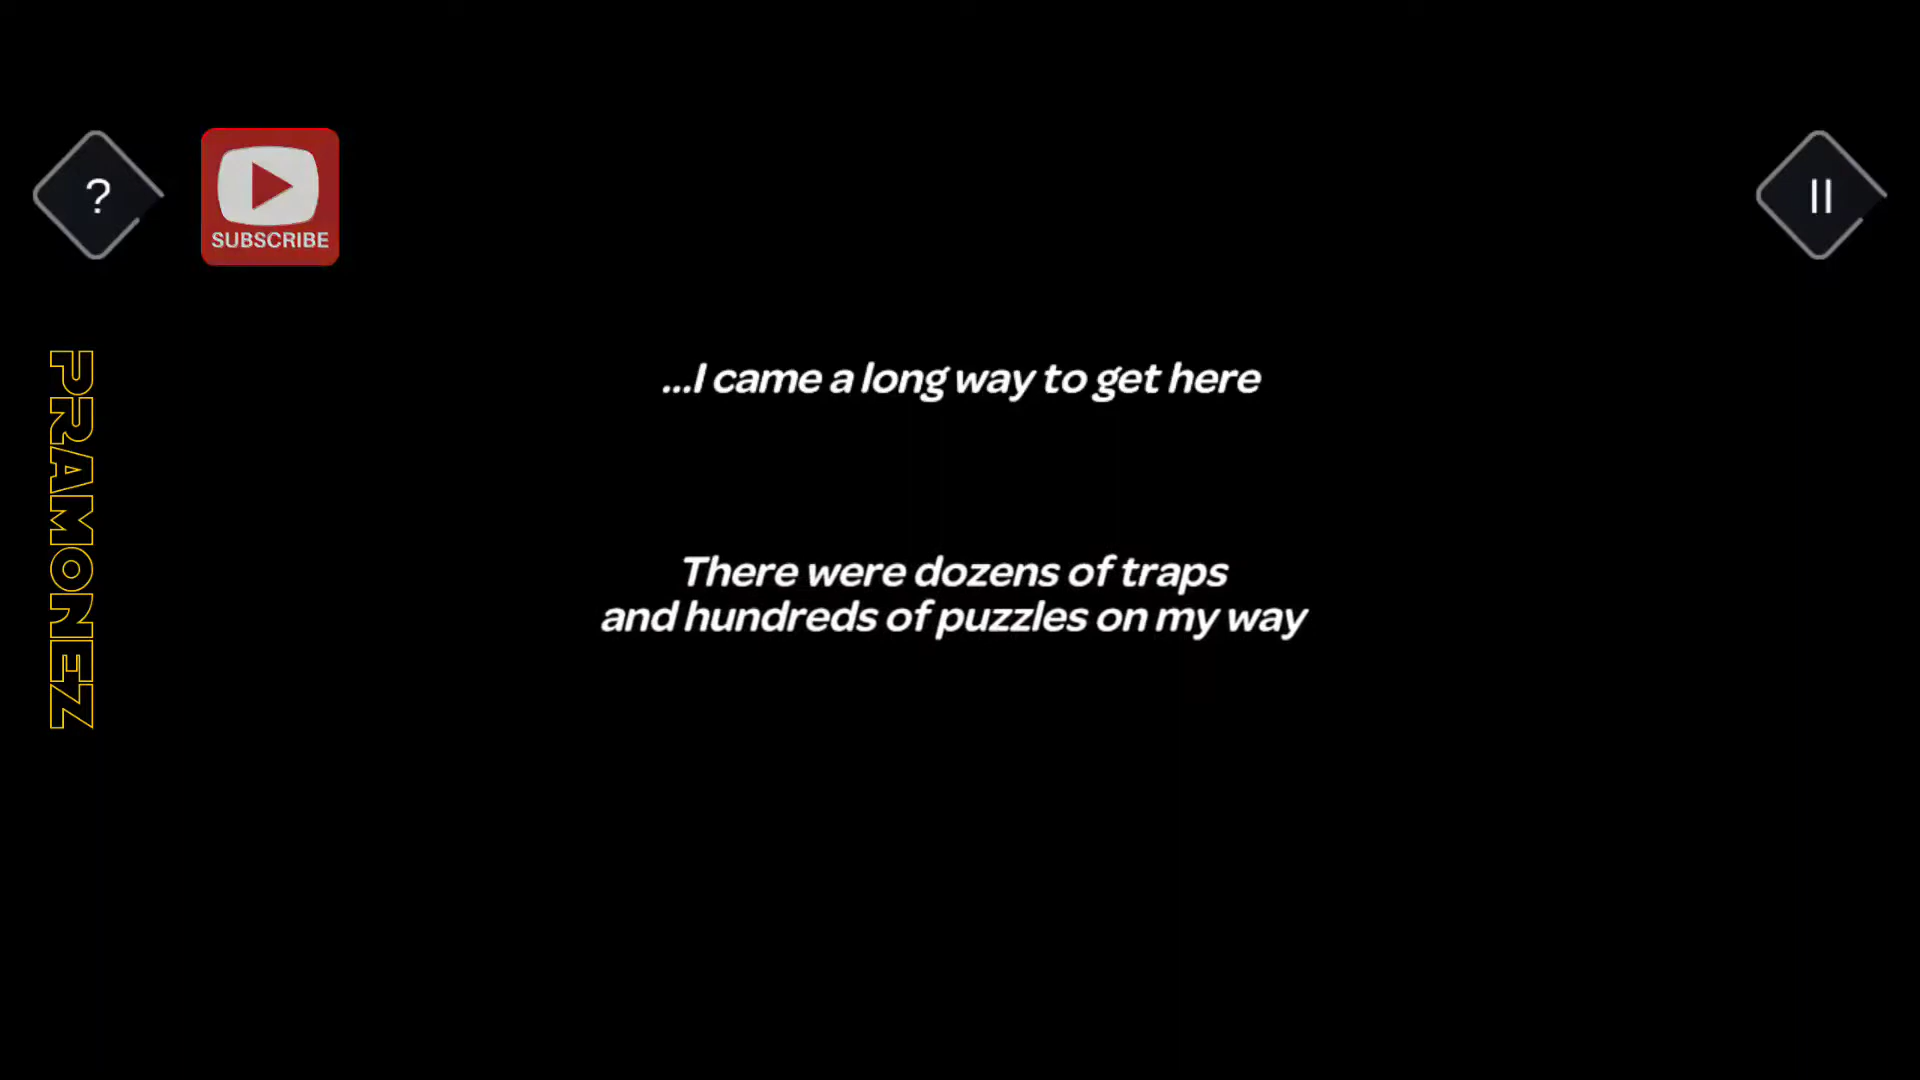 ?
SUBSCRIBE
...I came a long way to get here
There were dozens of traps
and hundreds of puzzles on my way
PRAMONEZ